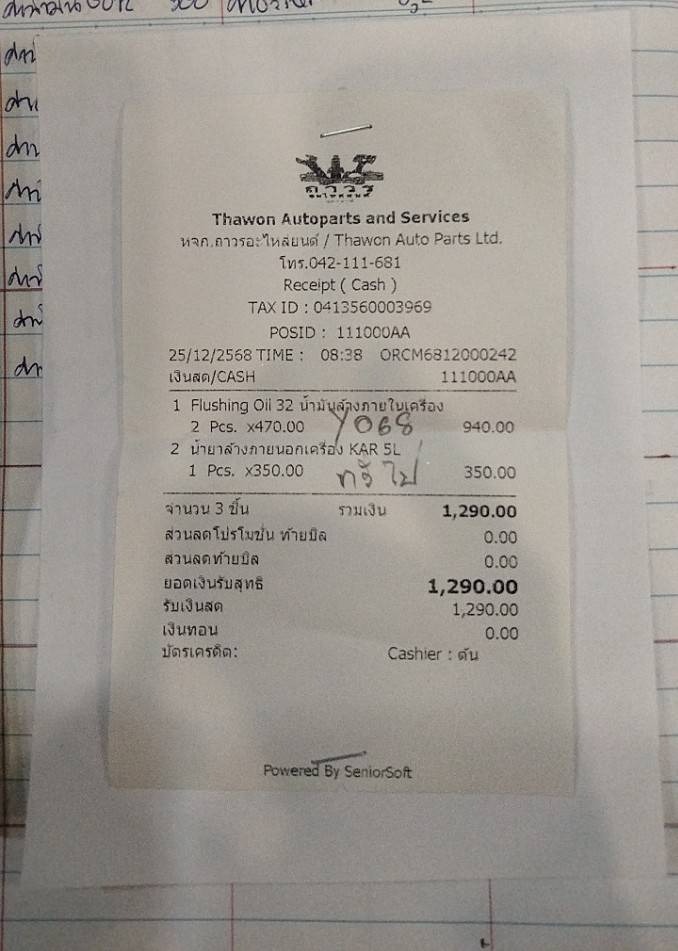 ถาวร
Thawon Autoparts and Services
หจก.ถาวรอะไหล่ยนต์ / Thawon Auto Parts Ltd.
โทร.042-111-681
Receipt ( Cash )
TAX ID : 0413560003969
POSID : 111000AA
25/12/2568 TIME : 08:38 ORCM6812000242
เงินสด/CASH 111000AA
1 Flushing Oil 32 น้ำมันล้างภายในเครื่อง
2 Pcs. x470.00 Y068 940.00
2 น้ำยาล้างภายนอกเครื่อง KAR 5L
1 Pcs. x350.00 ทั่วไป 350.00
จำนวน 3 ชิ้น รวมเงิน 1,290.00
ส่วนลดโปรโมชั่น ท้ายบิล 0.00
ส่วนลดท้ายบิล 0.00
ยอดเงินรับสุทธิ 1,290.00
รับเงินสด 1,290.00
เงินทอน 0.00
บัตรเครดิต: Cashier : ตั้น
Powered By SeniorSoft